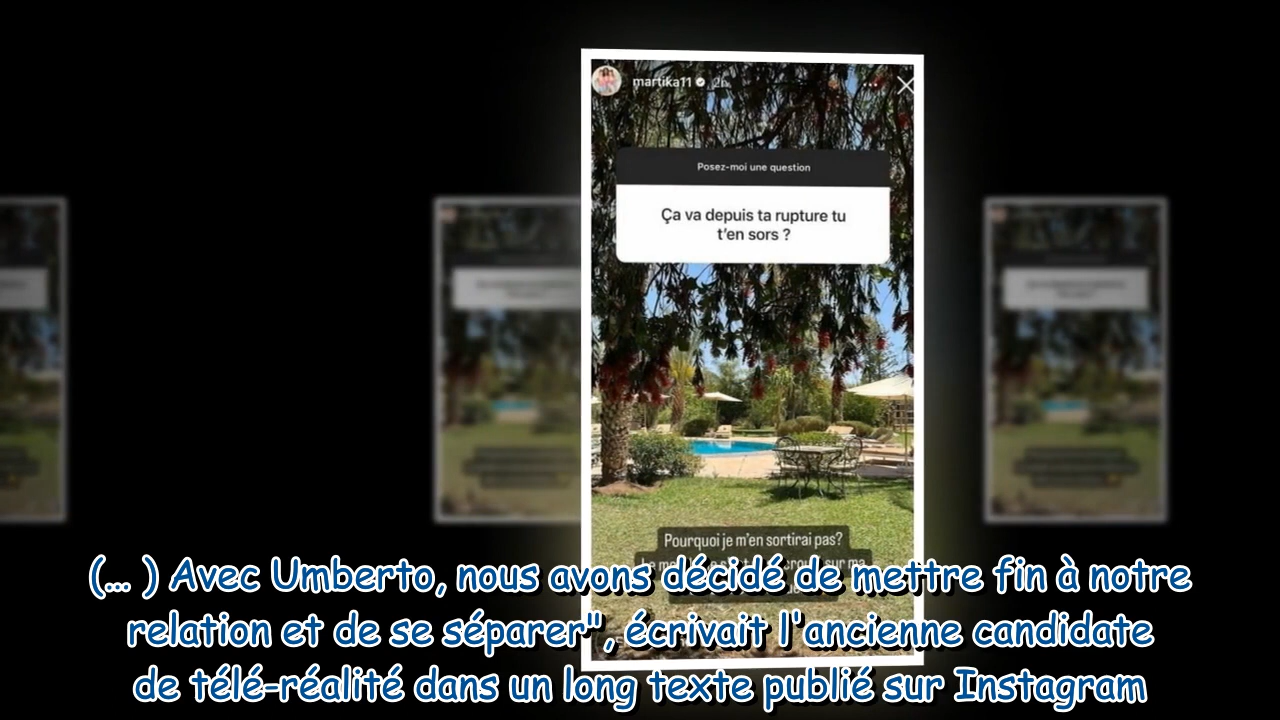 martika11 2h
Posez-moi une question
Ça va depuis ta rupture tu
t'en sors ?
Pourquoi je m'en sortirai pas?
(... ) Avec Umberto, nous avons décidé de mettre fin à notre
relation et de se séparer", écrivait l'ancienne candidate
de télé-réalité dans un long texte publié sur Instagram